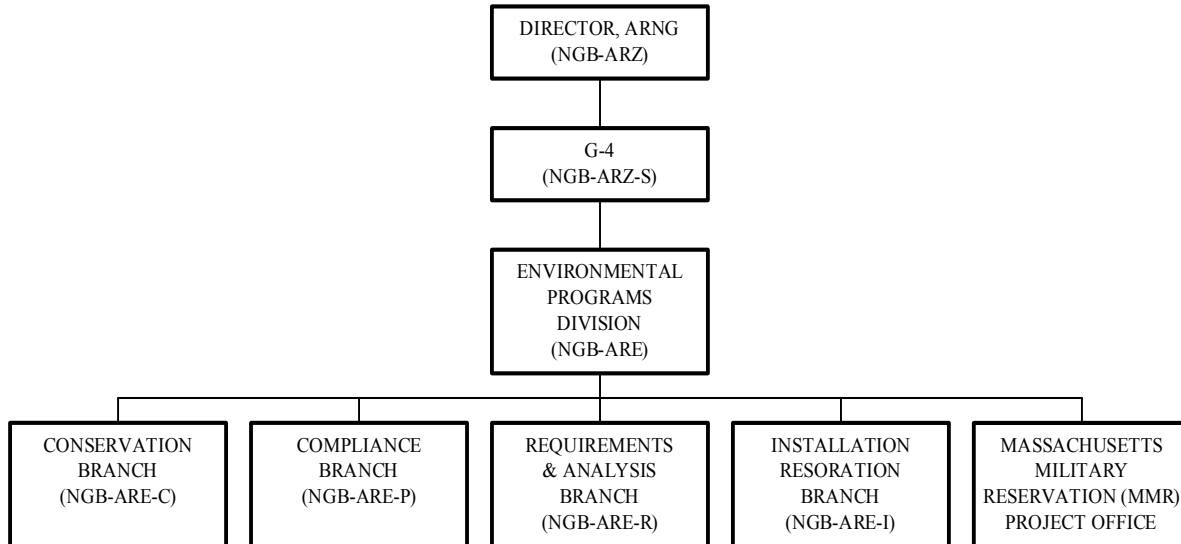 DIRECTOR, ARNG
(NGB-ARZ)
G-4
(NGB-ARZ-S)
ENVIRONMENTAL
PROGRAMS
DIVISION
(NGB-ARE)
CONSERVATION
BRANCH
(NGB-ARE-C)
COMPLIANCE
BRANCH
(NGB-ARE-P)
REQUIREMENTS
& ANALYSIS
BRANCH
(NGB-ARE-R)
INSTALLATION
RESORATION
BRANCH
(NGB-ARE-I)
MASSACHUSETTS
MILITARY
RESERVATION (MMR)
PROJECT OFFICE